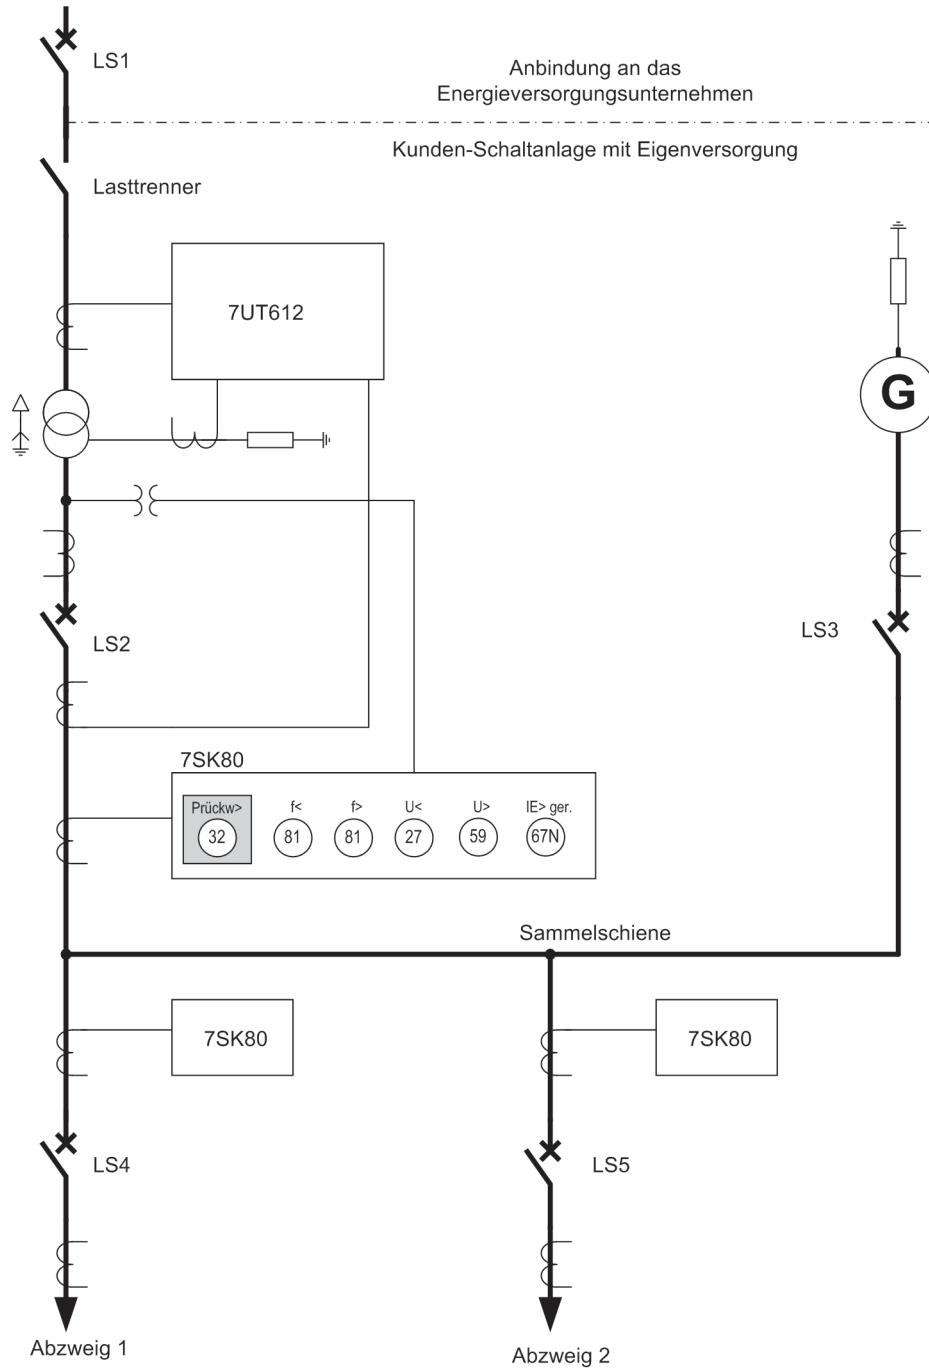 LS1
Anbindung an das
Energieversorgungsunternehmen
Kunden-Schaltanlage mit Eigenversorgung
Lasttrenner
7UT612
G
LS2
LS3
7SK80
Prückw> f< f> U< U> IE> ger.
32 81 81 27 59 67N
Sammelschiene
7SK80
7SK80
LS4
LS5
Abzweig 1
Abzweig 2